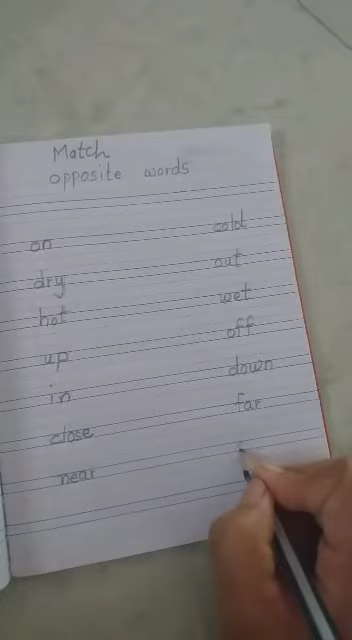 Match
opposite words
on cold
dry out
hot wet
up off
in down
close far
near